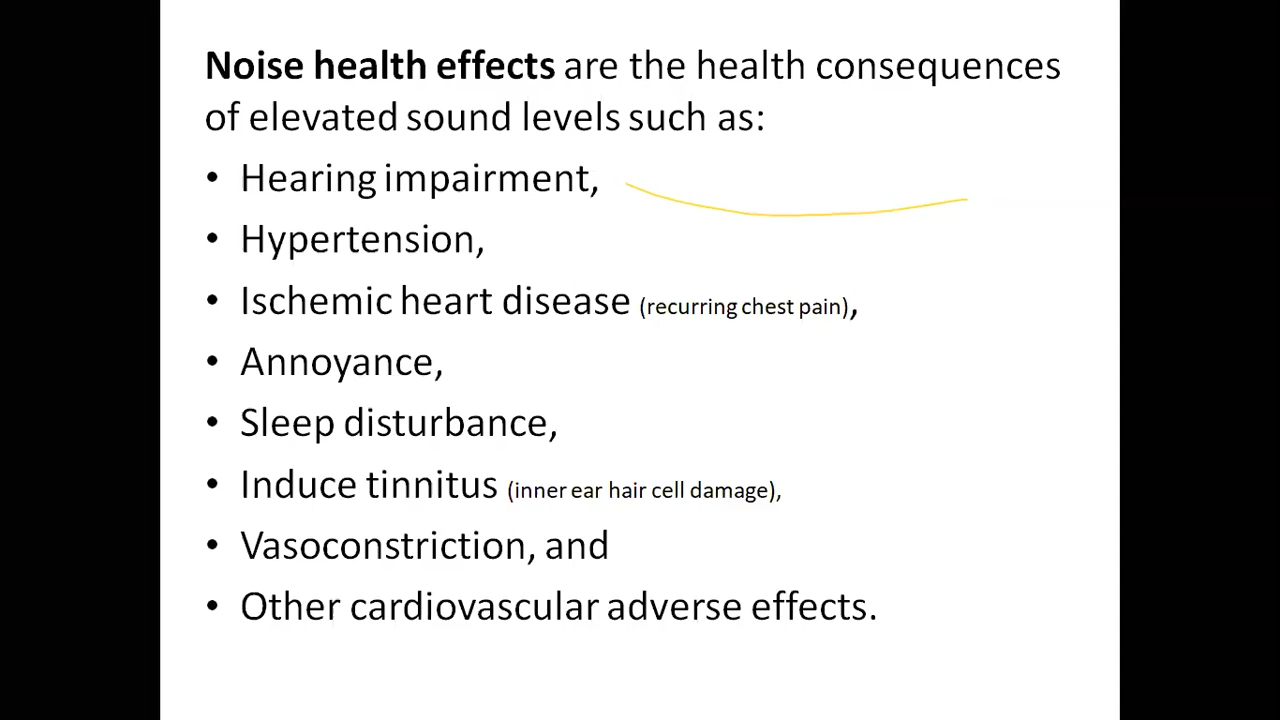 Noise health effects are the health consequences
of elevated sound levels such as:
• Hearing impairment,
• Hypertension,
• Ischemic heart disease (recurring chest pain),
• Annoyance,
• Sleep disturbance,
• Induce tinnitus (inner ear hair cell damage),
• Vasoconstriction, and
• Other cardiovascular adverse effects.